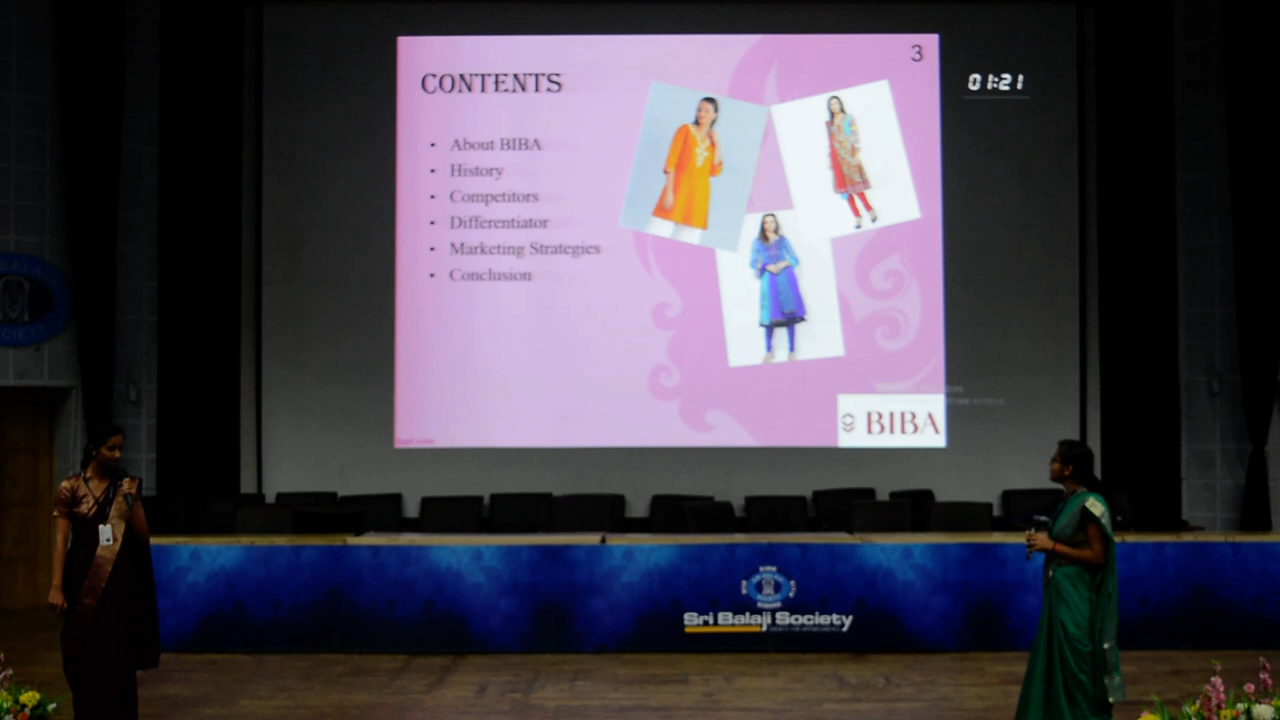 3
CONTENTS
01:21
• About BIBA
• History
• Competitors
• Differentiator
• Marketing Strategies
• Conclusion
BIBA
Sri Balaji Society